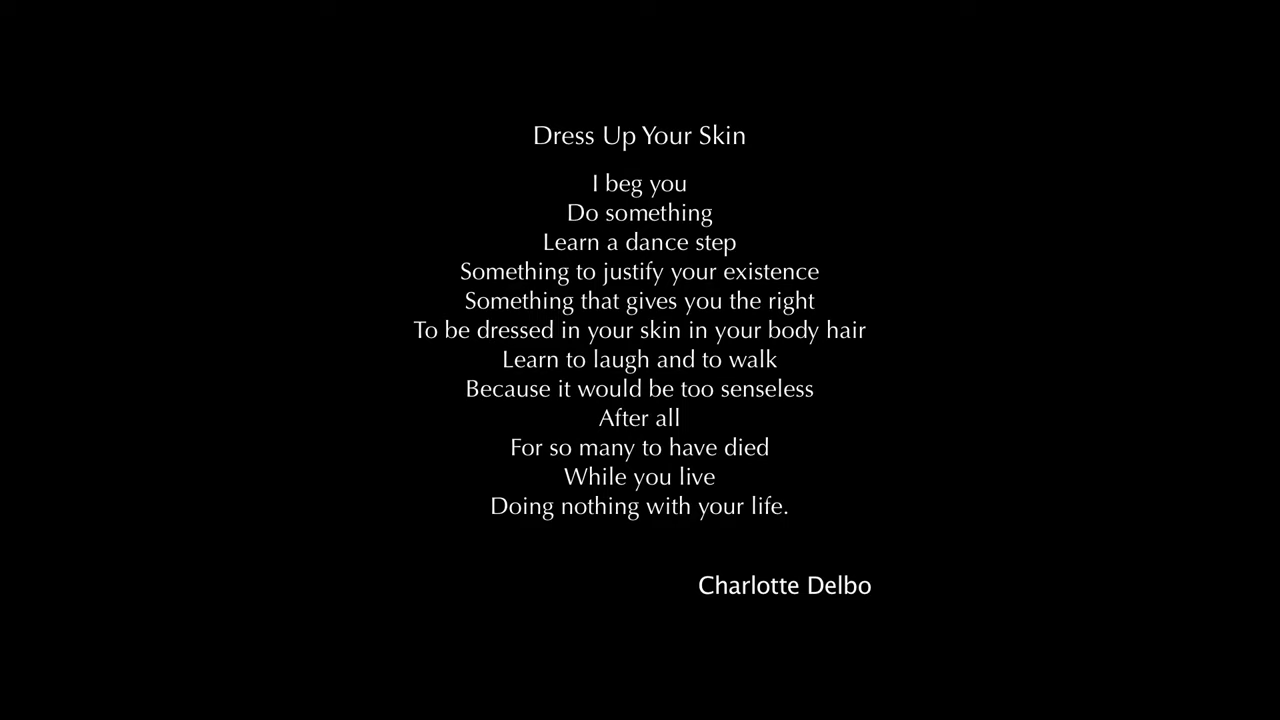 Dress Up Your Skin
I beg you
Do something
Learn a dance step
Something to justify your existence
Something that gives you the right
To be dressed in your skin in your body hair
Learn to laugh and to walk
Because it would be too senseless
After all
For so many to have died
While you live
Doing nothing with your life.
Charlotte Delbo